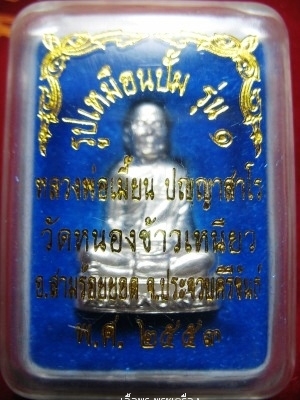 รูปเหมือนปั๊ม รุ่น ๑
หลวงพ่อเมี้ยน ปญฺญาสาโร
วัดหนองข้าวเหนียว
อ.สามร้อยยอด จ.ประจวบคีรีขันธ์
พ.ศ. ๒๕๕๓